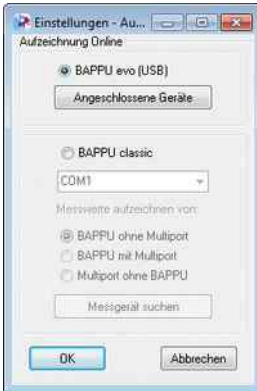 Einstellungen - Au...
Aufzeichnung Online
BAPPU evo (USB)
Angeschlossene Geräte
BAPPU classic
COM1
Messwerte aufzeichnen von:
BAPPU ohne Multiport
BAPPU mit Multiport
Multiport ohne BAPPU
Messgerät suchen
OK
Abbrechen